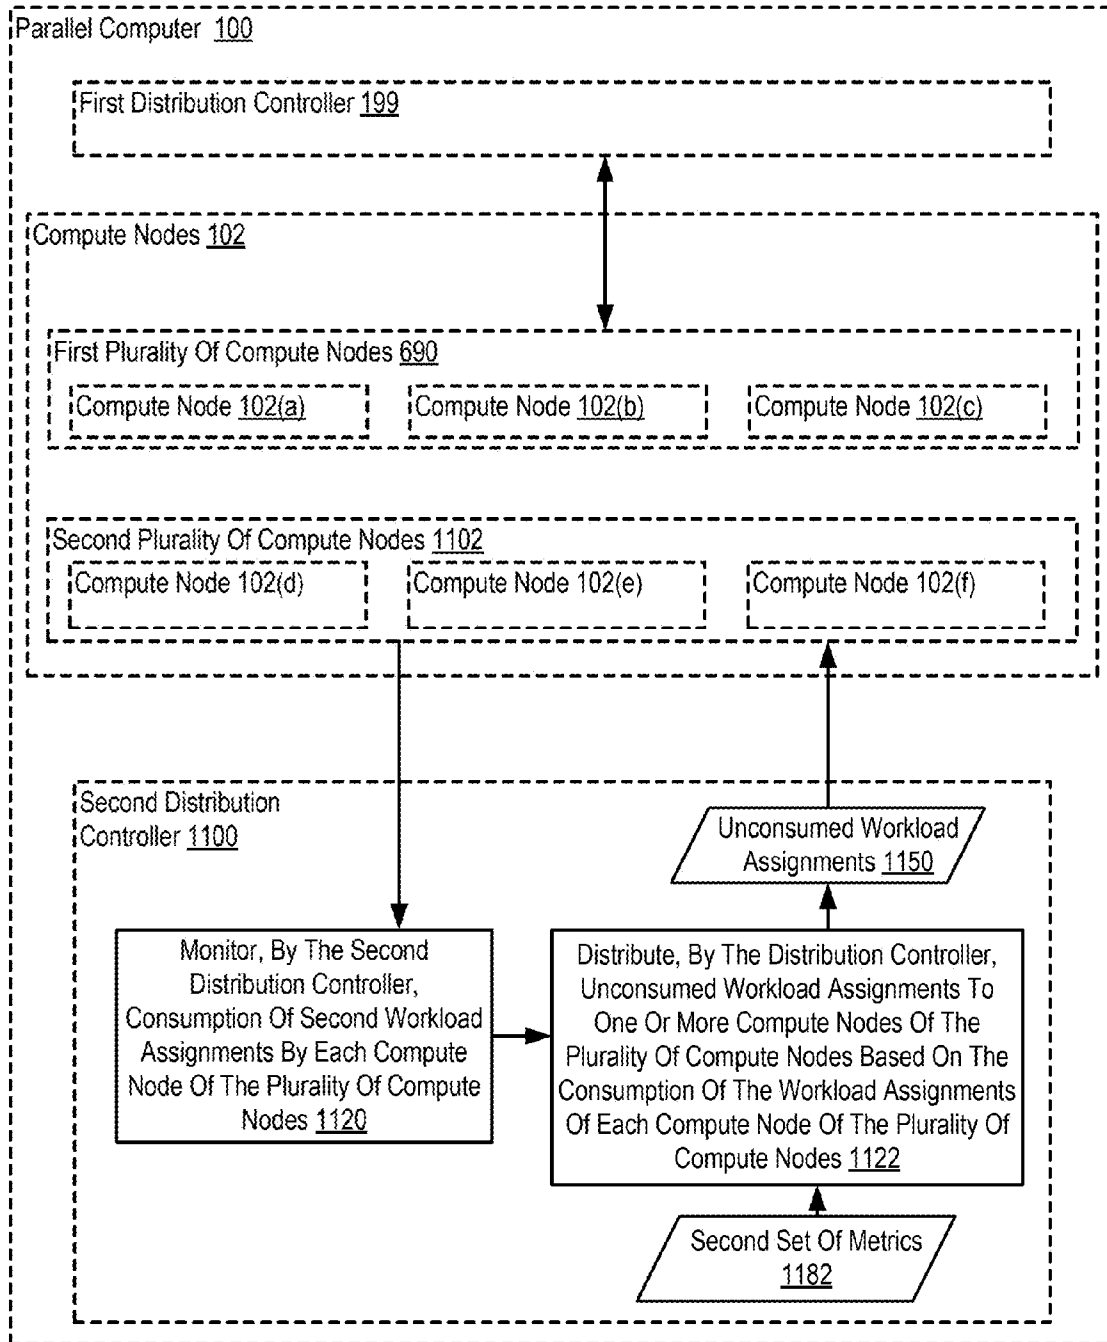 Parallel Computer 100
First Distribution Controller 199
Compute Nodes 102
First Plurality Of Compute Nodes 690
Compute Node 102(a)
Compute Node 102(b)
Compute Node 102(c)
Second Plurality Of Compute Nodes 1102
Compute Node 102(d)
Compute Node 102(e)
Compute Node 102(f)
Second Distribution
Controller 1100
Unconsumed Workload
Assignments 1150
Monitor, By The Second
Distribution Controller,
Consumption Of Second Workload
Assignments By Each Compute
Node Of The Plurality Of Compute
Nodes 1120
Distribute, By The Distribution Controller,
Unconsumed Workload Assignments To
One Or More Compute Nodes Of The
Plurality Of Compute Nodes Based On The
Consumption Of The Workload Assignments
Of Each Compute Node Of The Plurality Of
Compute Nodes 1122
Second Set Of Metrics
1182